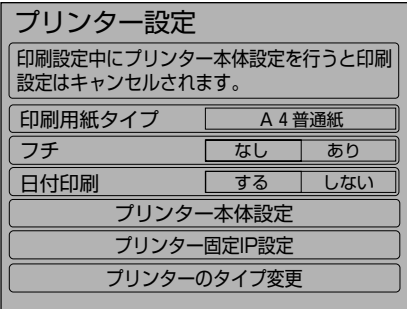 プリンター設定
印刷設定中にプリンター本体設定を行うと印刷
設定はキャンセルされます。
印刷用紙タイプ A4普通紙
フチ なし あり
日付印刷 する しない
プリンター本体設定
プリンター固定IP設定
プリンターのタイプ変更